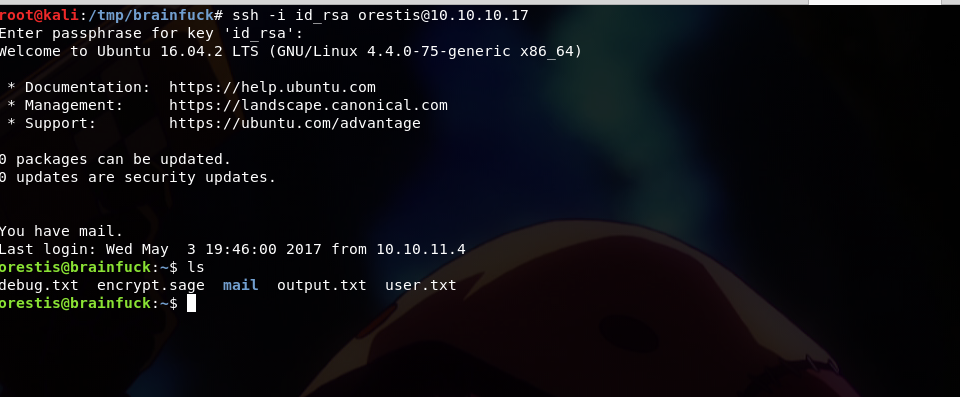 root@kali:/tmp/brainfuck# ssh -i id_rsa orestis@10.10.10.17
Enter passphrase for key 'id_rsa':
Welcome to Ubuntu 16.04.2 LTS (GNU/Linux 4.4.0-75-generic x86_64)
* Documentation:  https://help.ubuntu.com
* Management:     https://landscape.canonical.com
* Support:        https://ubuntu.com/advantage
0 packages can be updated.
0 updates are security updates.
You have mail.
Last login: Wed May  3 19:46:00 2017 from 10.10.11.4
orestis@brainfuck:~$ ls
debug.txt  encrypt.sage  mail  output.txt  user.txt
orestis@brainfuck:~$